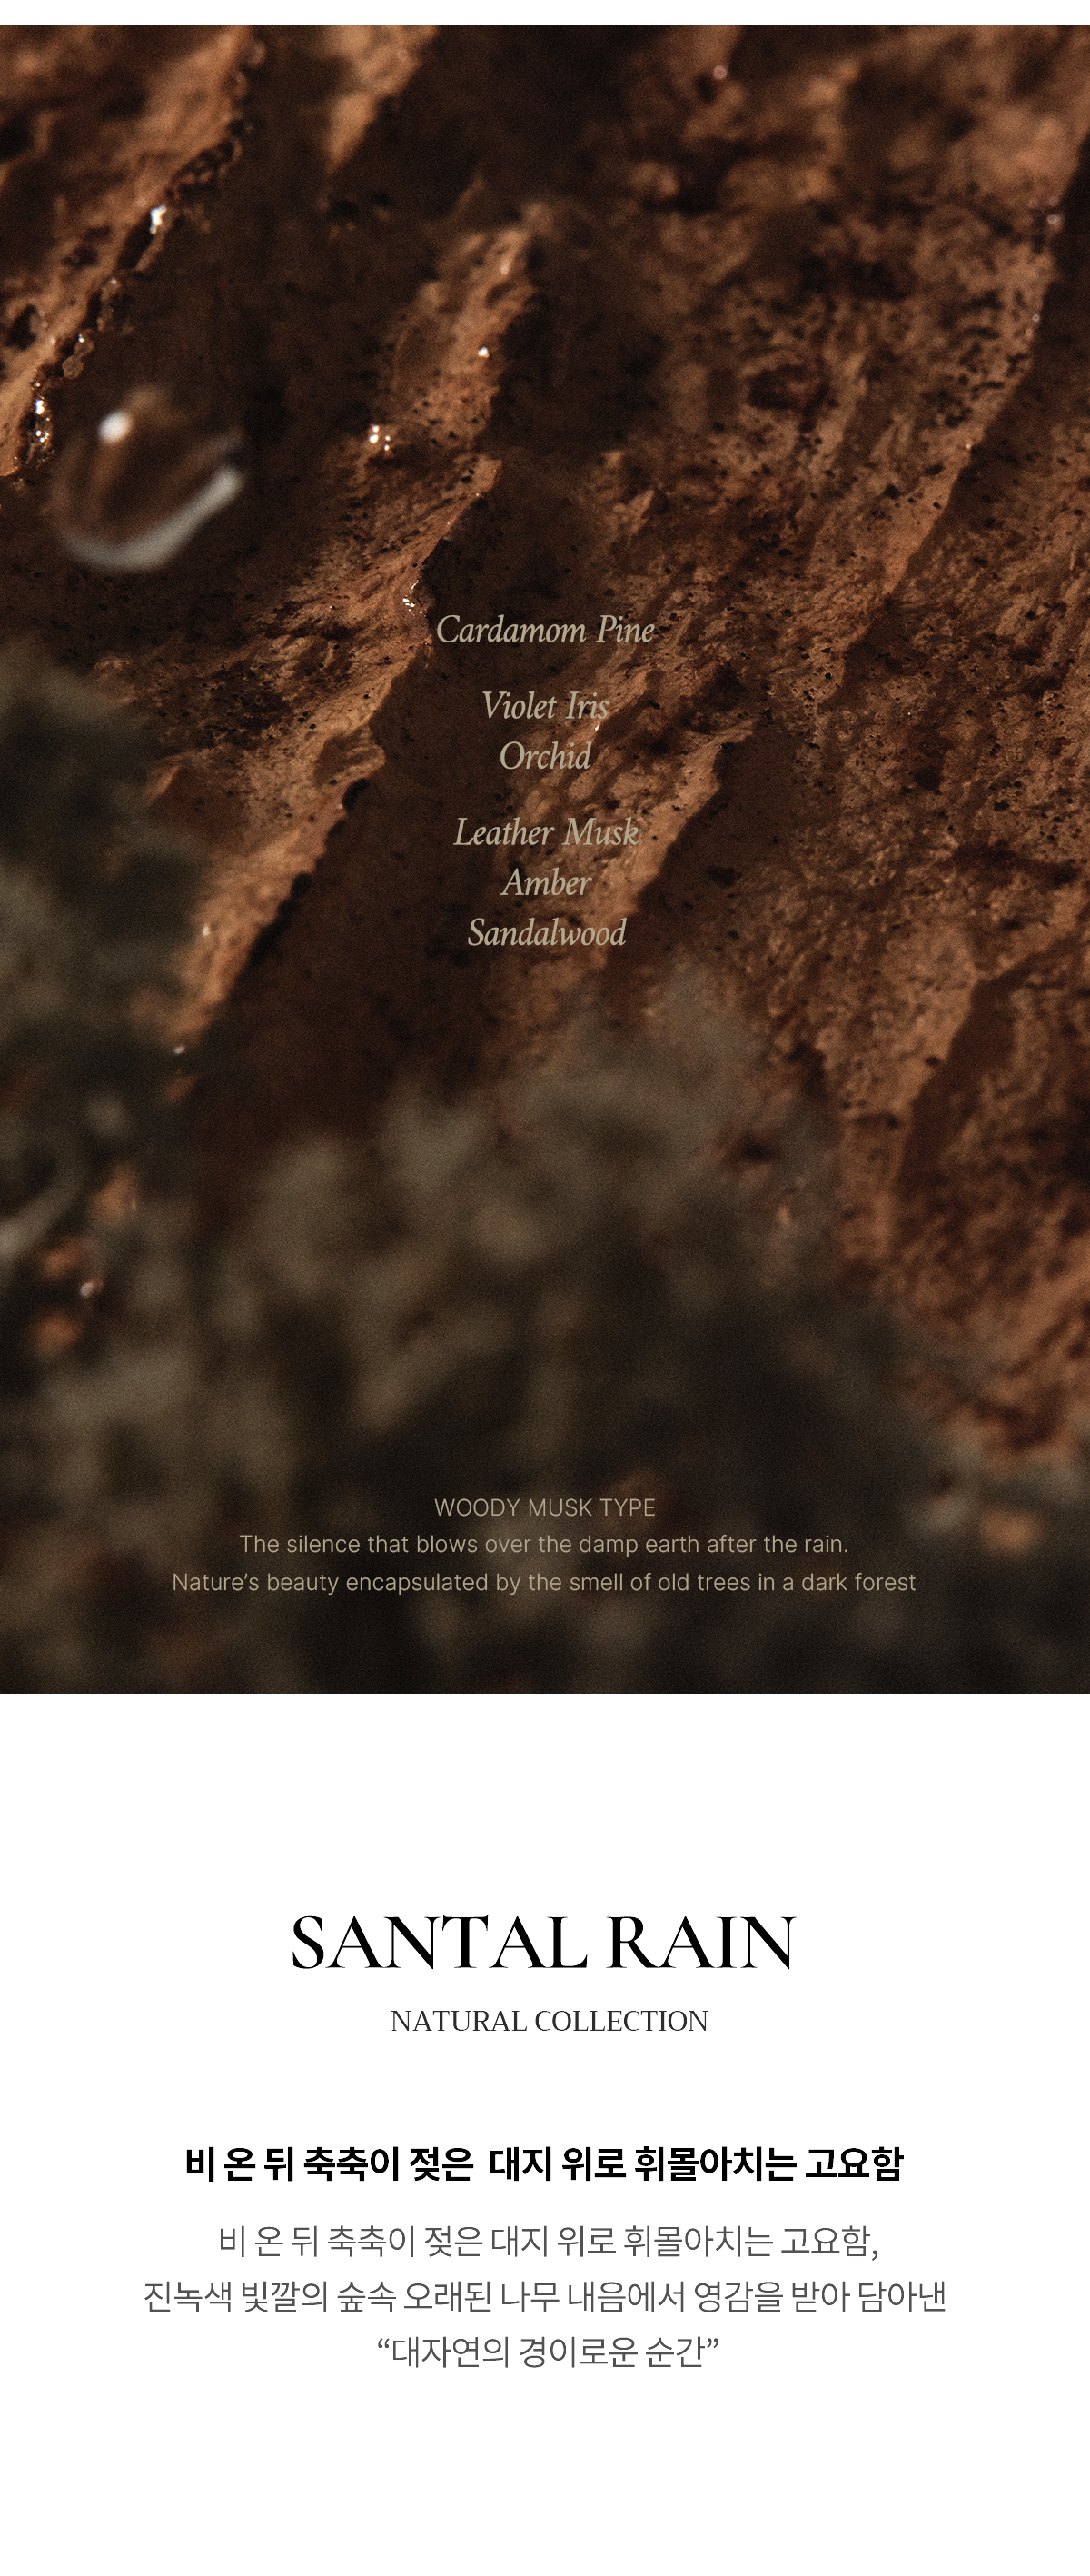 Cardamom Pine
Violet Iris
Orchid
Leather Musk
Amber
Sandalwood
WOODY MUSK TYPE
The silence that blows over the damp earth after the rain.
Nature’s beauty encapsulated by the smell of old trees in a dark forest
SANTAL RAIN
NATURAL COLLECTION
비 온 뒤 축축이 젖은 대지 위로 휘몰아치는 고요함
비 온 뒤 축축이 젖은 대지 위로 휘몰아치는 고요함,
진녹색 빛깔의 숲속 오래된 나무 내음에서 영감을 받아 담아낸
“대자연의 경이로운 순간”